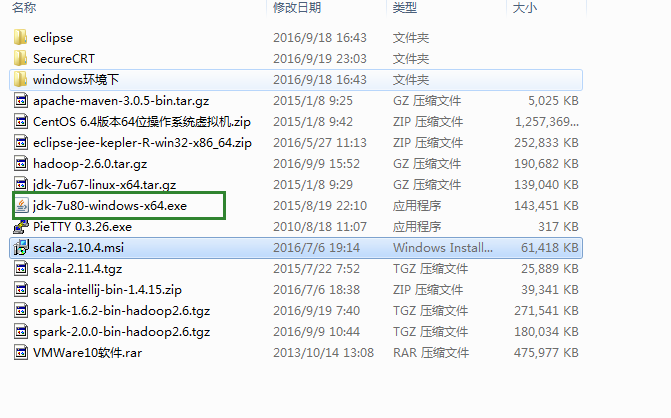 名称 修改日期 类型 大小
eclipse 2016/9/18 16:43 文件夹
SecureCRT 2016/9/19 23:03 文件夹
windows环境下 2016/9/18 16:43 文件夹
apache-maven-3.0.5-bin.tar.gz 2015/1/8 9:25 GZ 压缩文件 5,025 KB
CentOS 6.4版本64位操作系统虚拟机.zip 2015/1/8 9:42 ZIP 压缩文件 1,257,369...
eclipse-jee-kepler-R-win32-x86_64.zip 2016/5/27 11:13 ZIP 压缩文件 252,833 KB
hadoop-2.6.0.tar.gz 2016/9/9 15:52 GZ 压缩文件 190,682 KB
jdk-7u67-linux-x64.tar.gz 2015/1/8 9:29 GZ 压缩文件 139,040 KB
jdk-7u80-windows-x64.exe 2015/8/19 22:10 应用程序 143,451 KB
PieTTY 0.3.26.exe 2010/8/18 11:07 应用程序 317 KB
scala-2.10.4.msi 2016/7/6 19:14 Windows Install... 61,418 KB
scala-2.11.4.tgz 2015/7/22 7:52 TGZ 压缩文件 25,889 KB
scala-intellij-bin-1.4.15.zip 2016/7/6 18:38 ZIP 压缩文件 39,341 KB
spark-1.6.2-bin-hadoop2.6.tgz 2016/9/19 7:40 TGZ 压缩文件 271,541 KB
spark-2.0.0-bin-hadoop2.6.tgz 2016/9/9 10:44 TGZ 压缩文件 180,034 KB
VMWare10软件.rar 2013/10/14 13:08 RAR 压缩文件 475,977 KB